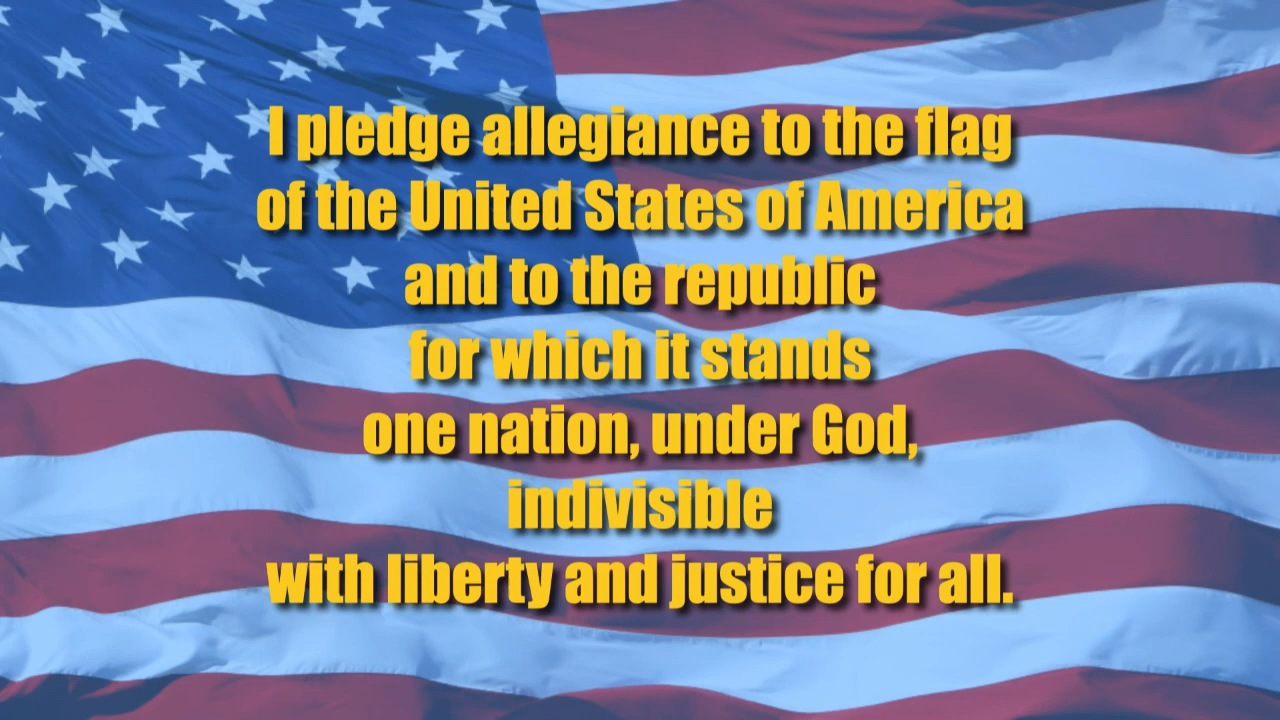 I pledge allegiance to the flag
of the United States of America
and to the republic
for which it stands
one nation, under God,
indivisible
with liberty and justice for all.